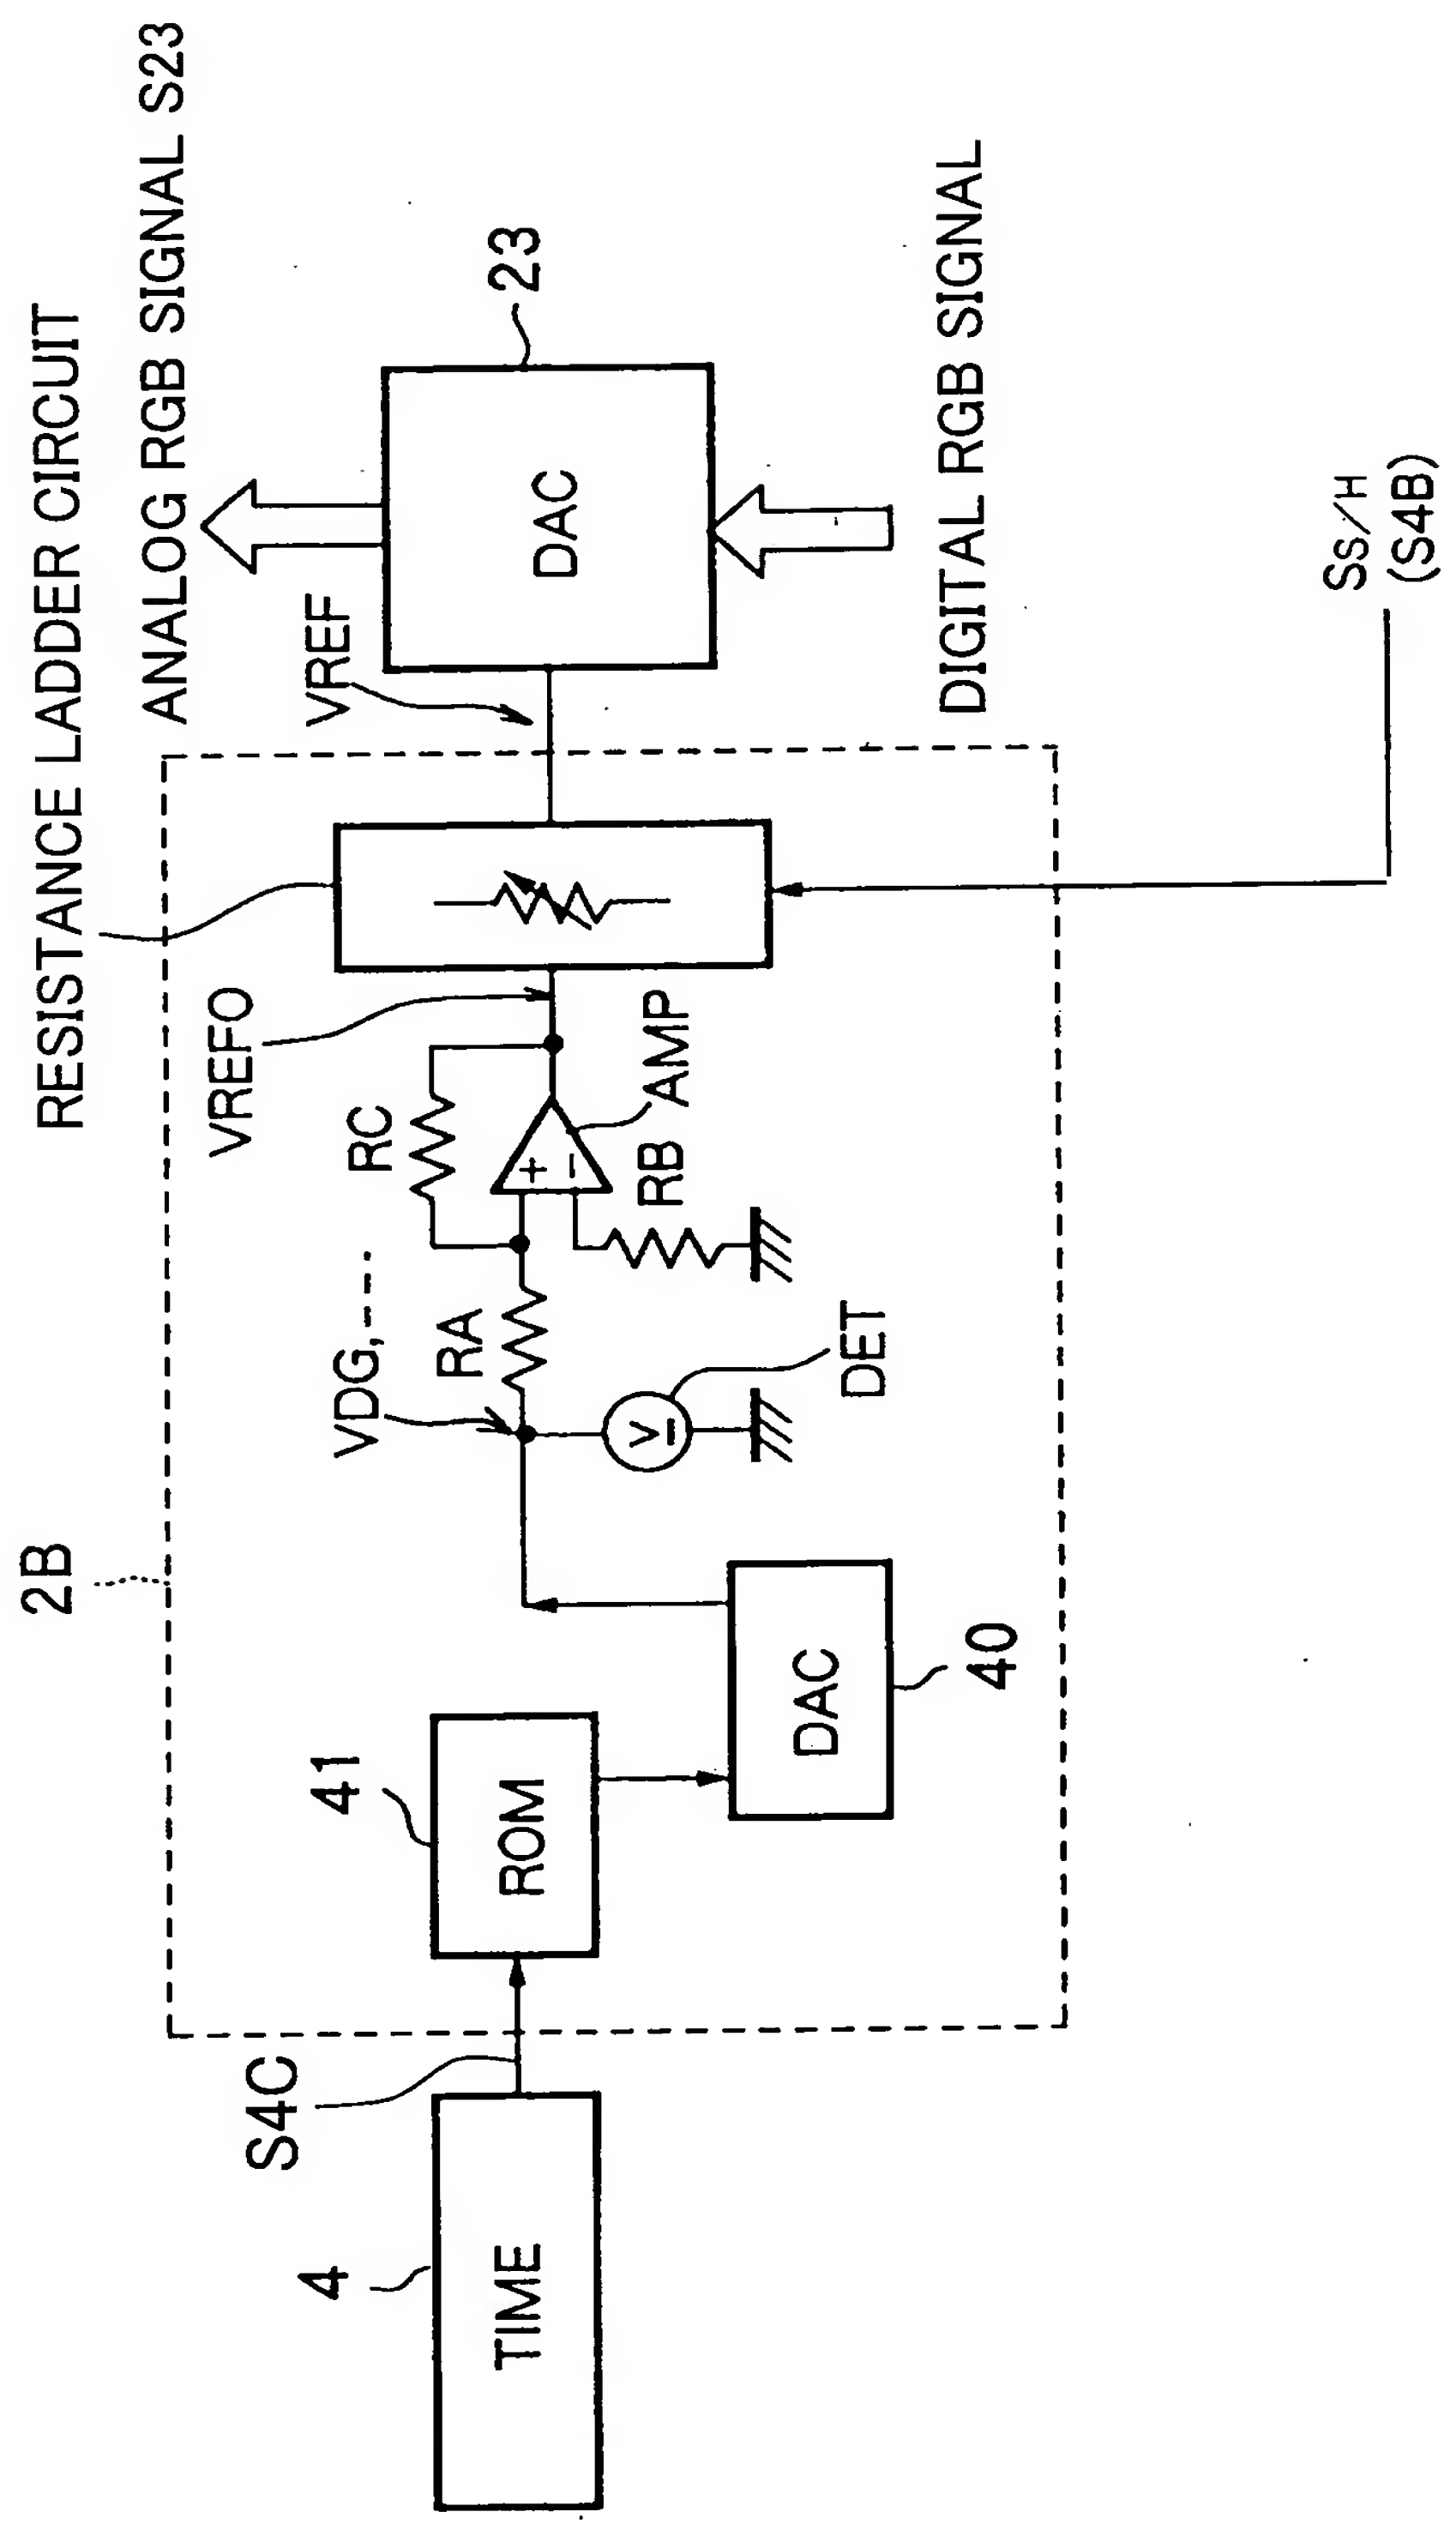 RESISTANCE LADDER CIRCUIT
ANALOG RGB SIGNAL S23
2B
VREFO
VREF
23
DAC
RC
VDG,---.
RA
+
−
AMP
RB
V
DET
41
ROM
DAC
40
S4C
4
TIME
DIGITAL RGB SIGNAL
SS/H
(S4B)